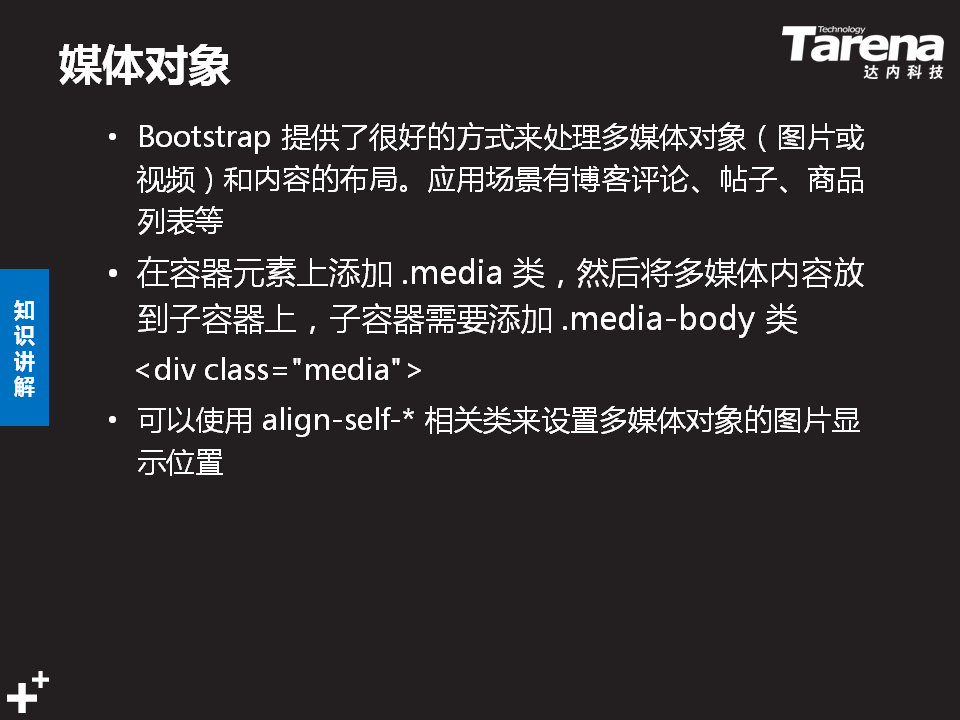 媒体对象
Technology
Tarena
达内科技
• Bootstrap 提供了很好的方式来处理多媒体对象（图片或
视频）和内容的布局。应用场景有博客评论、帖子、商品
列表等
• 在容器元素上添加 .media 类，然后将多媒体内容放
到子容器上，子容器需要添加 .media-body 类
<div class="media">
• 可以使用 align-self-* 相关类来设置多媒体对象的图片显
示位置
知
识
讲
解